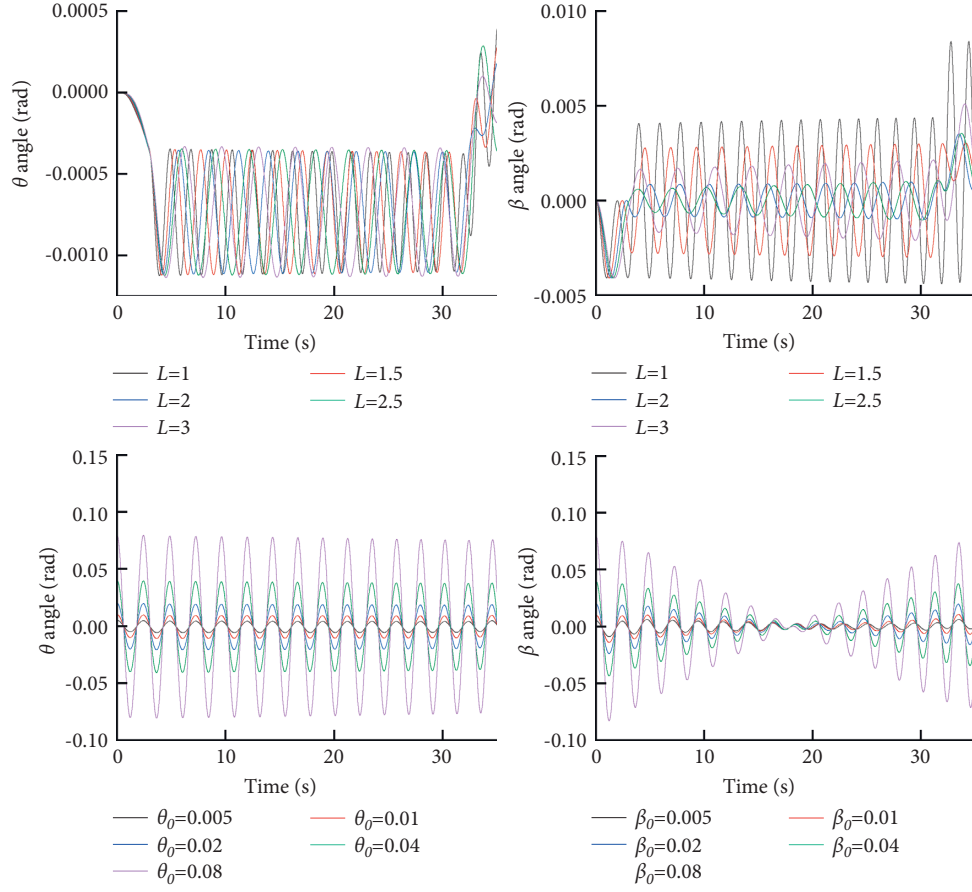 0.0005
0.0000
-0.0005
-0.0010
θ angle (rad)
0 10 20 30
Time (s)
L=1 L=1.5
L=2 L=2.5
L=3
0.010
0.005
0.000
-0.005
β angle (rad)
0 10 20 30
Time (s)
L=1 L=1.5
L=2 L=2.5
L=3
0.15
0.10
0.05
0.00
-0.05
-0.10
θ angle (rad)
0 10 20 30
Time (s)
θ0=0.005 θ0=0.01
θ0=0.02 θ0=0.04
θ0=0.08
0.15
0.10
0.05
0.00
-0.05
-0.10
β angle (rad)
0 10 20 30
Time (s)
β0=0.005 β0=0.01
β0=0.02 β0=0.04
β0=0.08